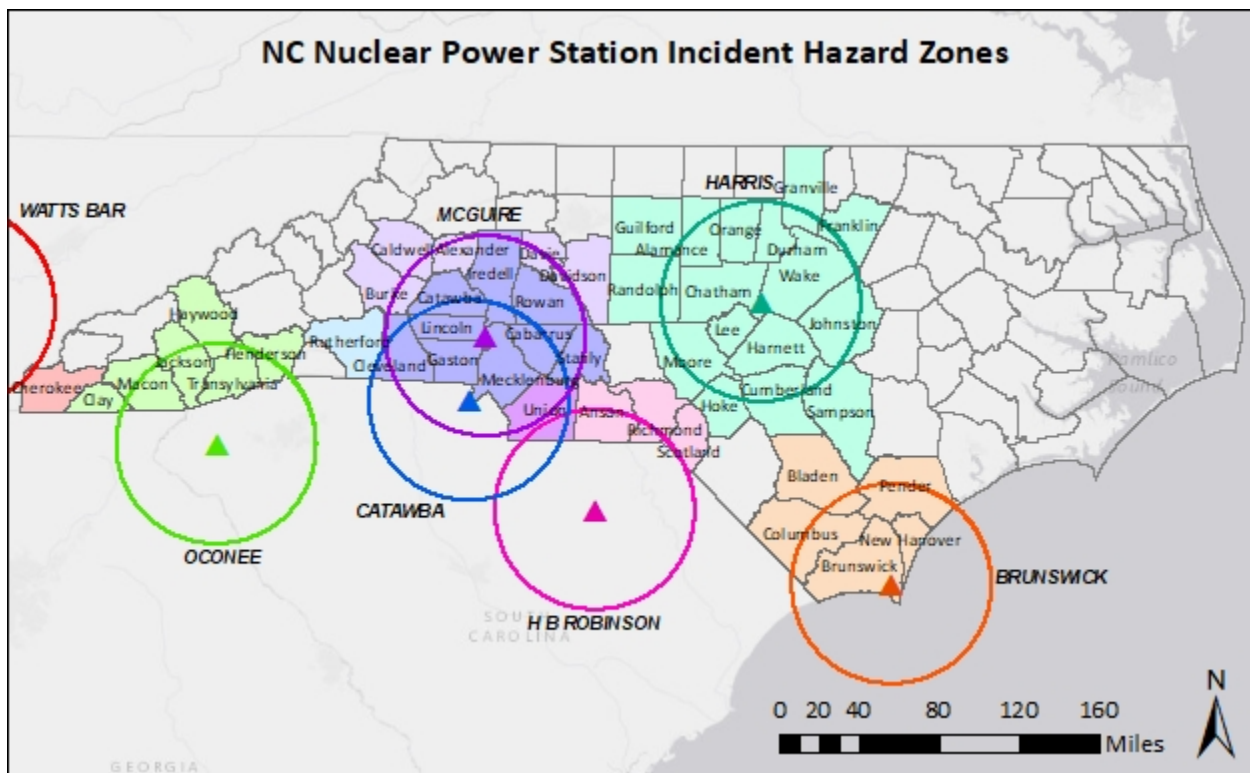 NC Nuclear Power Station Incident Hazard Zones
WATTS BAR
MCGUIRE
HARRIS
Granville
Caldwell
Alexander
Davie
Guilford
Orange
Franklin
Alamance
Durham
Iredell
Davidson
Wake
Burke
Catawba
Rowan
Randolph
Chatham
Haywood
Lincoln
Cabarrus
Lee
Johnston
Rutherford
Jackson
Henderson
Cleveland
Gaston
Stanly
Moore
Harnett
Pamlico
Sound
Cherokee
Macon
Transylvania
Mecklenburg
Cumberland
Clay
Union
Anson
Hoke
Sampson
Richmond
Scotland
Bladen
Pender
CATAWBA
Columbus
New Hanover
OCONEE
Brunswick
BRUNSWICK
SOUTH
CAROLINA
H B ROBINSON
N
0 20 40 80 120 160
Miles
GEORGIA